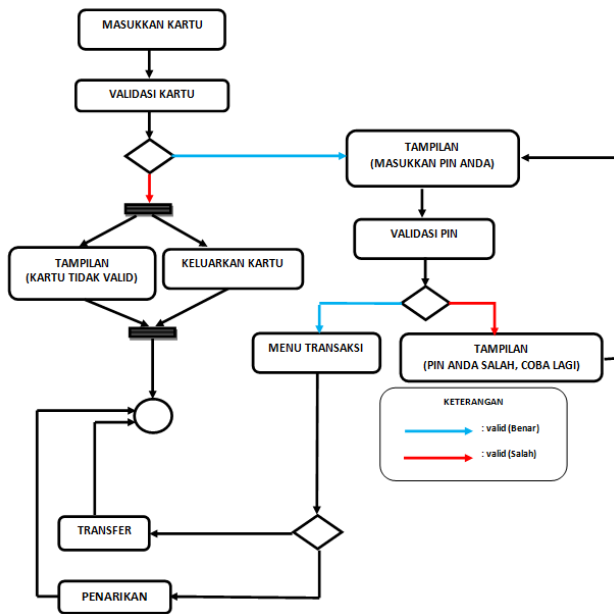 MASUKKAN KARTU
VALIDASI KARTU
TAMPILAN
(MASUKKAN PIN ANDA)
VALIDASI PIN
TAMPILAN
(KARTU TIDAK VALID)
KELUARKAN KARTU
MENU TRANSAKSI
TAMPILAN
(PIN ANDA SALAH, COBA LAGI)
KETERANGAN
: valid (Benar)
: valid (Salah)
TRANSFER
PENARIKAN